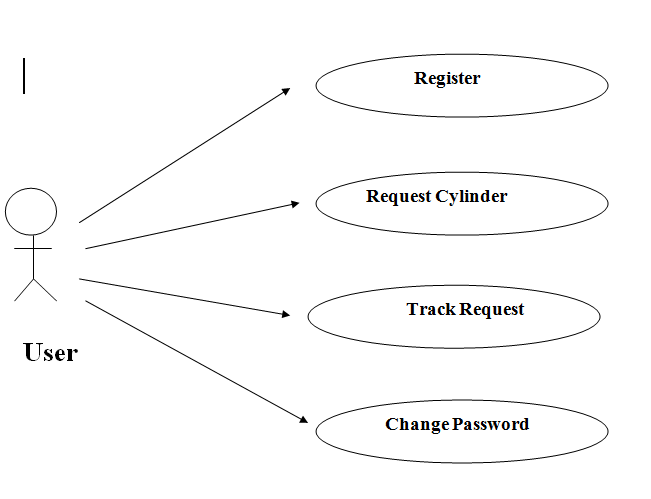 Register
Request Cylinder
Track Request
User
Change Password